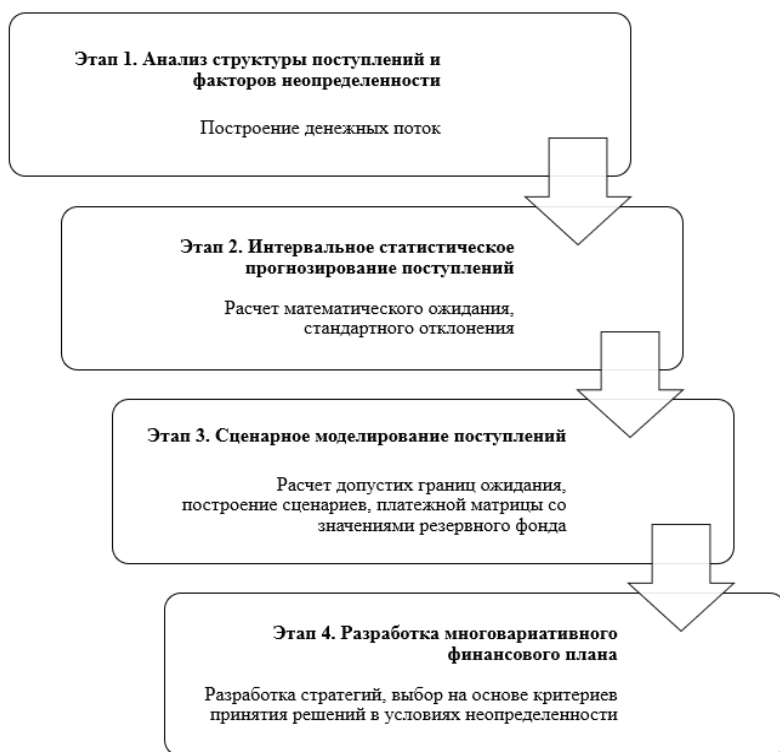 Этап 1. Анализ структуры поступлений и
факторов неопределенности
Построение денежных поток
Этап 2. Интервальное статистическое
прогнозирование поступлений
Расчет математического ожидания,
стандартного отклонения
Этап 3. Сценарное моделирование поступлений
Расчет допустих границ ожидания,
построение сценариев, платежной матрицы со
значениями резервного фонда
Этап 4. Разработка многовариативного
финансового плана
Разработка стратегий, выбор на основе критериев
принятия решений в условиях неопределенности